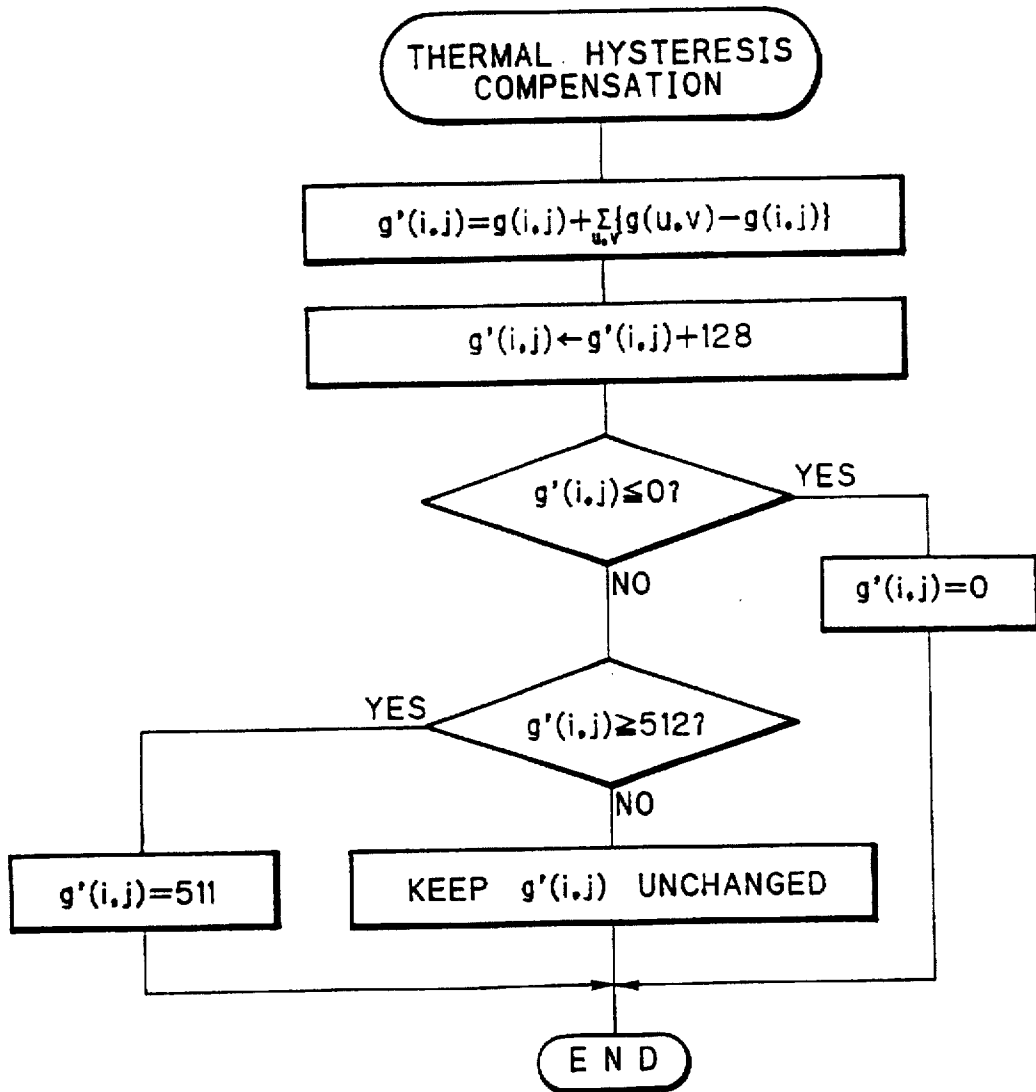 THERMAL HYSTERESIS
COMPENSATION
g'(i,j)=g(i,j)+Σ{g(u,v)−g(i,j)}
u,v
g'(i,j)←g'(i,j)+128
g'(i,j)≦0?
YES
NO
g'(i,j)=0
g'(i,j)≧512?
YES
NO
g'(i,j)=511
KEEP g'(i,j) UNCHANGED
END